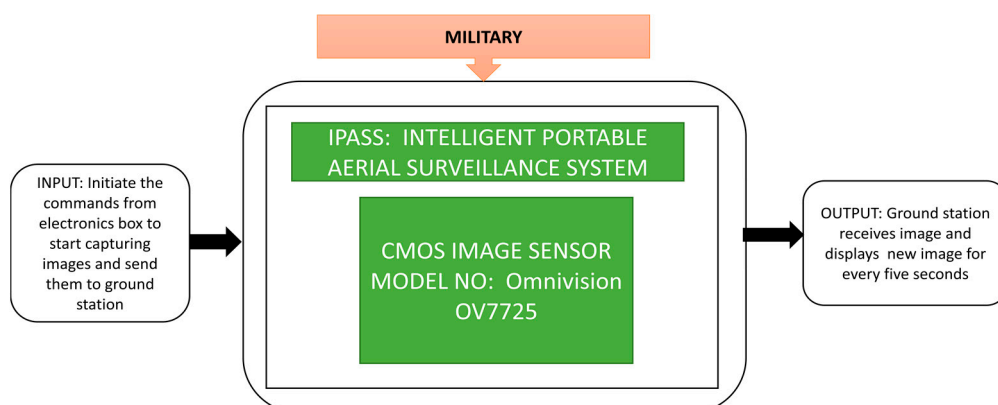 MILITARY
IPASS: INTELLIGENT PORTABLE
AERIAL SURVEILLANCE SYSTEM
INPUT: Initiate the
commands from
electronics box to
start capturing
images and send
them to ground
station
CMOS IMAGE SENSOR
MODEL NO: Omnivision
OV7725
OUTPUT: Ground station
receives image and
displays new image for
every five seconds